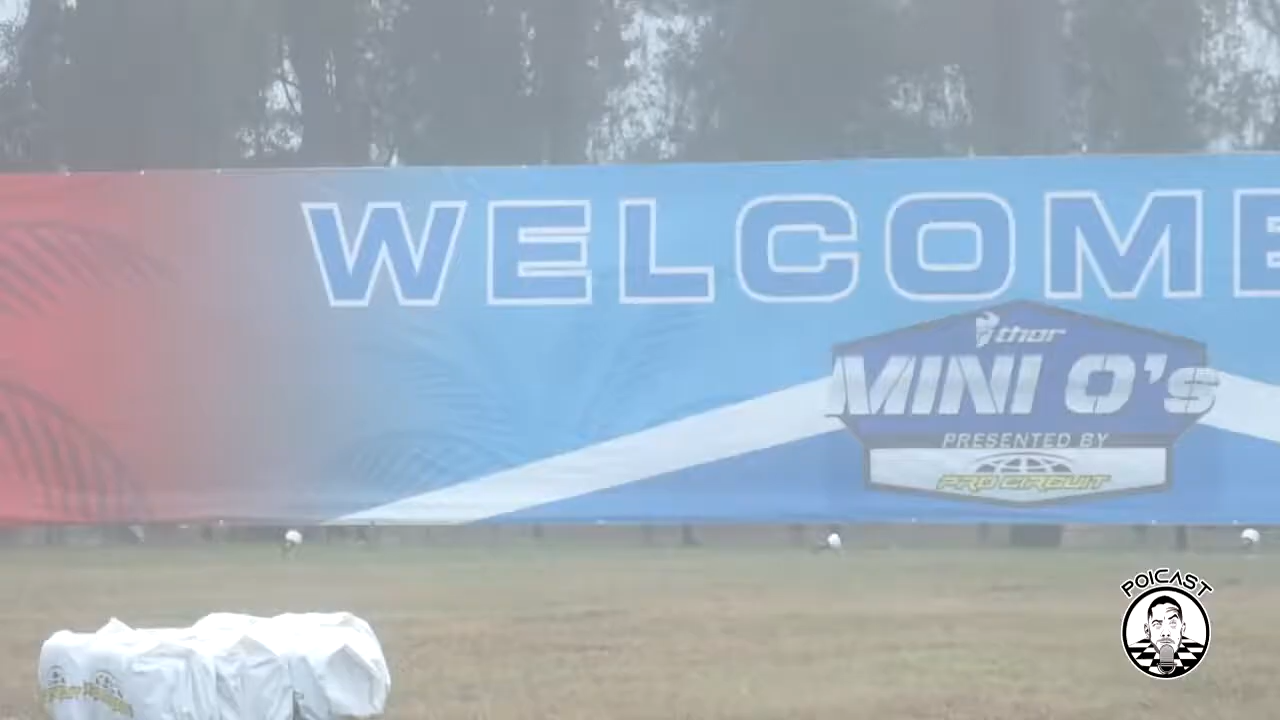 WELCOME
thor
MINI O's
PRESENTED BY
PRO CIRCUIT
POICAST